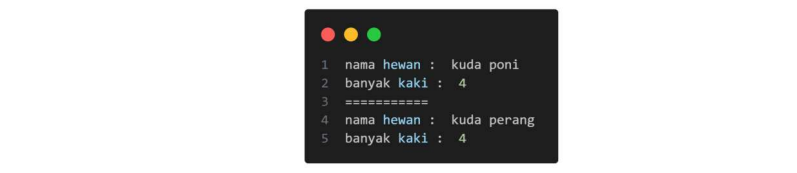 1 nama hewan :  kuda poni
2 banyak kaki :  4
3 ===========
4 nama hewan :  kuda perang
5 banyak kaki :  4